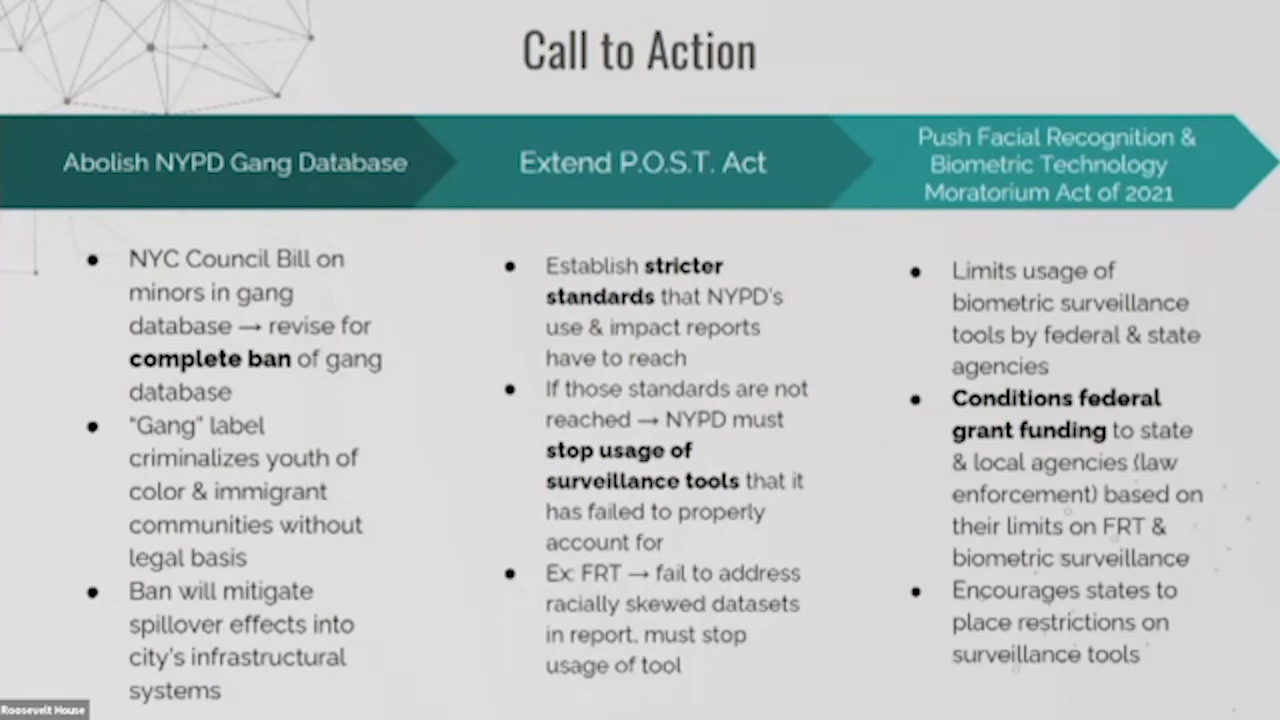 Call to Action
Abolish NYPD Gang Database
Extend P.O.S.T. Act
Push Facial Recognition &
Biometric Technology
Moratorium Act of 2021
● NYC Council Bill on
minors in gang
database → revise for
complete ban of gang
database
● “Gang” label
criminalizes youth of
color & immigrant
communities without
legal basis
● Ban will mitigate
spillover effects into
city's infrastructural
systems
● Establish stricter
standards that NYPD's
use & impact reports
have to reach
● If those standards are not
reached → NYPD must
stop usage of
surveillance tools that it
has failed to properly
account for
● Ex: FRT → fail to address
racially skewed datasets
in report, must stop
usage of tool
● Limits usage of
biometric surveillance
tools by federal & state
agencies
● Conditions federal
grant funding to state
& local agencies (law
enforcement) based on
their limits on FRT &
biometric surveillance
● Encourages states to
place restrictions on
surveillance tools
Roosevelt House